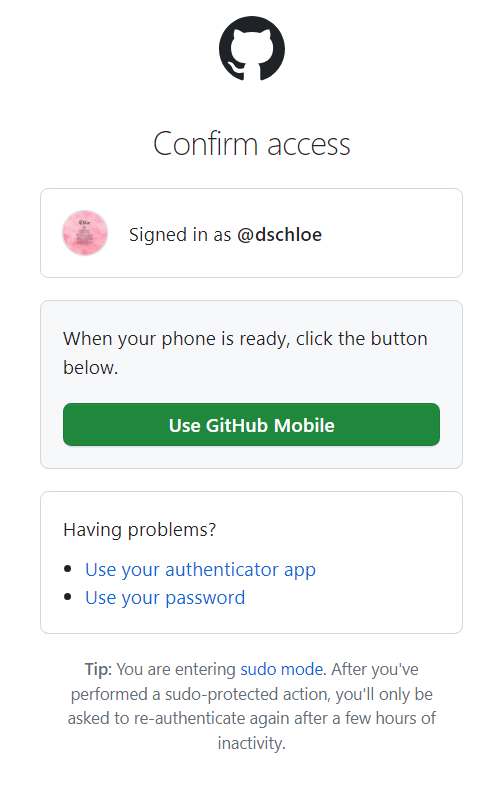 Confirm access
Signed in as @dschloe
When your phone is ready, click the button
below.
Use GitHub Mobile
Having problems?
Use your authenticator app
Use your password
Tip: You are entering sudo mode. After you've
performed a sudo-protected action, you'll only be
asked to re-authenticate again after a few hours of
inactivity.